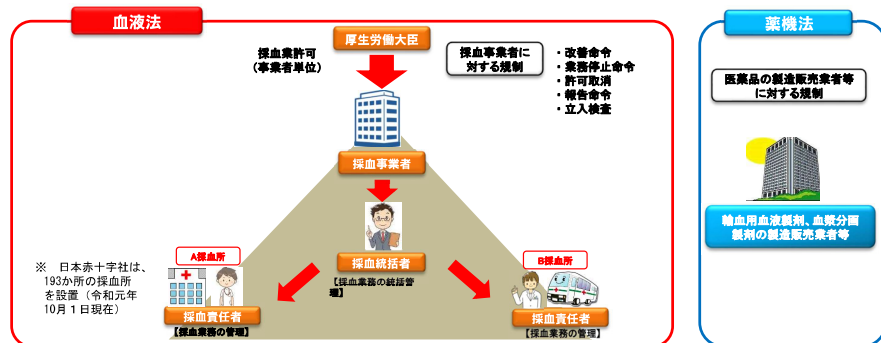 血液法
厚生労働大臣
採血業許可
（事業者単位）
採血事業者に
対する規制
・改善命令
・業務停止命令
・許可取消
・報告命令
・立入検査
採血事業者
採血統括者
【採血業務の統括管
理】
A採血所
採血責任者
【採血業務の管理】
B採血所
採血責任者
【採血業務の管理】
※　日本赤十字社は、
193か所の採血所
を設置（令和元年
10月１日現在）
薬機法
医薬品の製造販売業者等
に対する規制
輸血用血液製剤、血漿分画
製剤の製造販売業者等